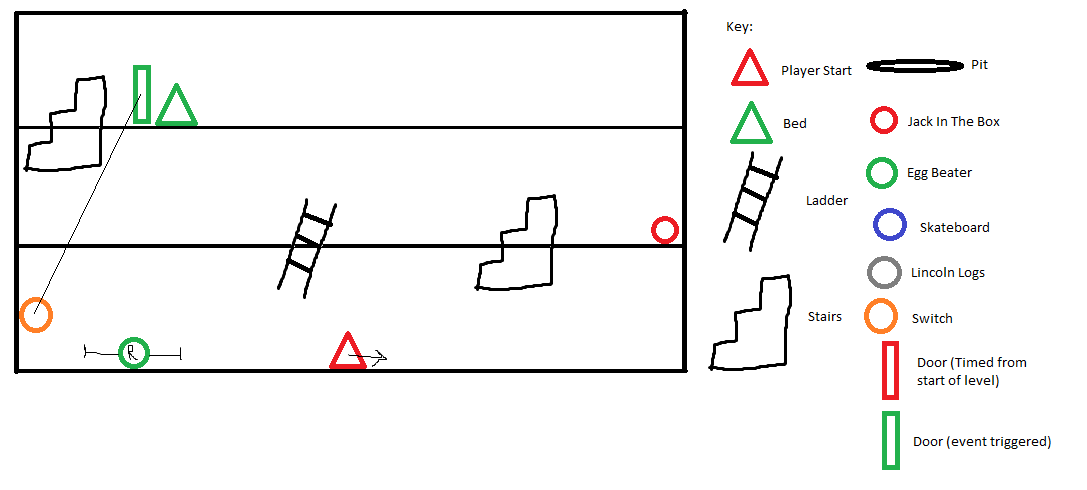 Key:
Player Start
Pit
Bed
Jack In The Box
Egg Beater
Ladder
Skateboard
Lincoln Logs
Stairs
Switch
Door (Timed from
start of level)
Door (event triggered)
R